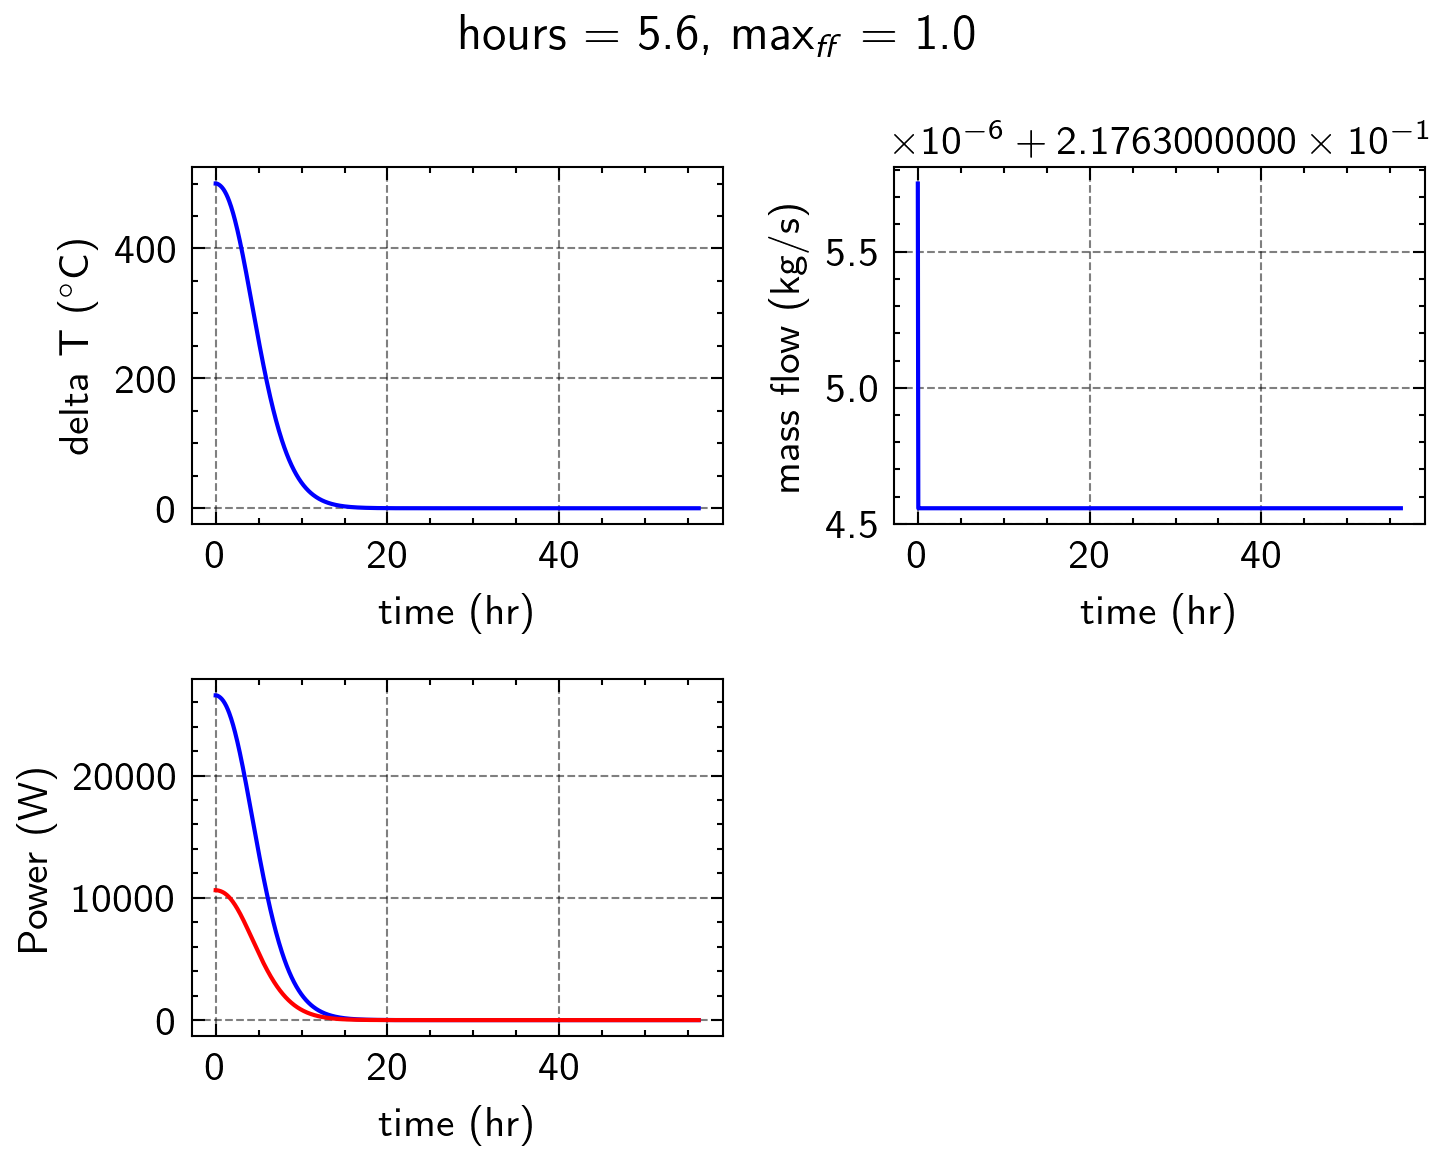 hours = 5.6, max_ff = 1.0
×10⁻⁶ + 2.1763000000 × 10⁻¹
delta T (°C)
400
200
0
0 20 40
time (hr)
mass flow (kg/s)
5.5
5.0
4.5
0 20 40
time (hr)
Power (W)
20000
10000
0
0 20 40
time (hr)